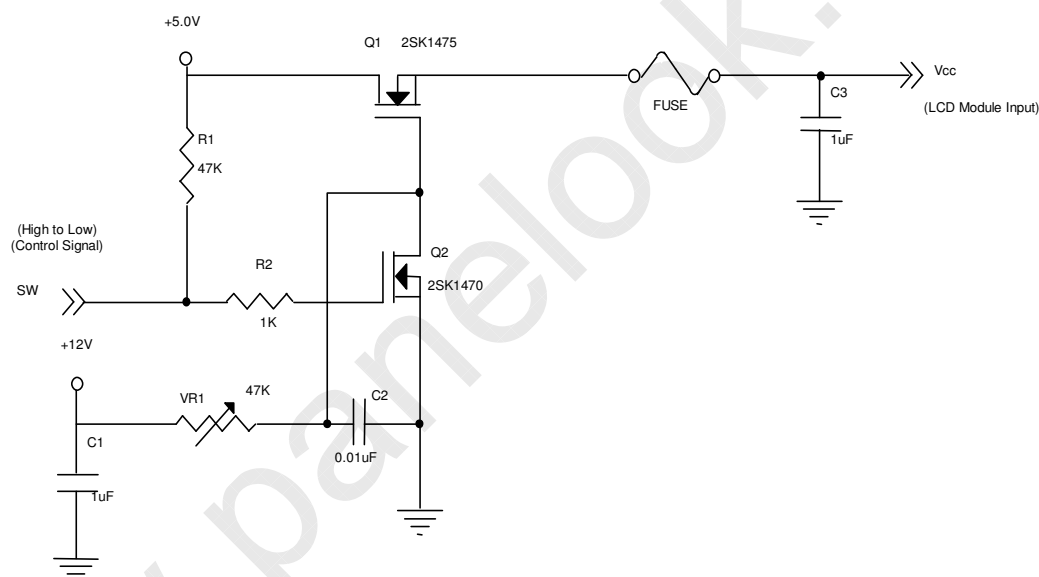 +5.0V
Q1 2SK1475
Vcc
FUSE
C3
(LCD Module Input)
R1
1uF
47K
(High to Low)
(Control Signal)
Q2
R2
SW
2SK1470
1K
+12V
47K
VR1
C2
C1
0.01uF
1uF
panelook.